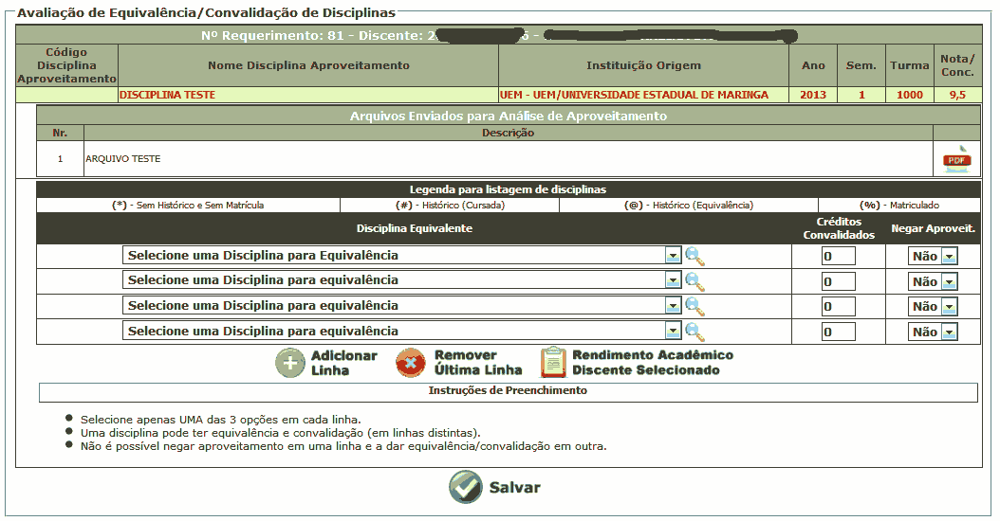 Avaliação de Equivalência/Convalidação de Disciplinas
Nº Requerimento: 81 - Discente: 2 6 -
Código Disciplina Aproveitamento Nome Disciplina Aproveitamento Instituição Origem Ano Sem. Turma Nota/ Conc.
DISCIPLINA TESTE UEM - UEM/UNIVERSIDADE ESTADUAL DE MARINGA 2013 1 1000 9,5
Arquivos Enviados para Análise de Aproveitamento
Nr. Descrição
1 ARQUIVO TESTE PDF
Legenda para listagem de disciplinas
(*) - Sem Histórico e Sem Matrícula (#) - Histórico (Cursada) (@) - Histórico (Equivalência) (%) - Matriculado
Disciplina Equivalente Créditos Convalidados Negar Aproveit.
Selecione uma Disciplina para Equivalência 0 Não
Selecione uma Disciplina para equivalência 0 Não
Selecione uma Disciplina para equivalência 0 Não
Selecione uma Disciplina para equivalência 0 Não
Adicionar Linha Remover Última Linha Rendimento Acadêmico Discente Selecionado
Instruções de Preenchimento
Selecione apenas UMA das 3 opções em cada linha.
Uma disciplina pode ter equivalência e convalidação (em linhas distintas).
Não é possível negar aproveitamento em uma linha e a dar equivalência/convalidação em outra.
Salvar